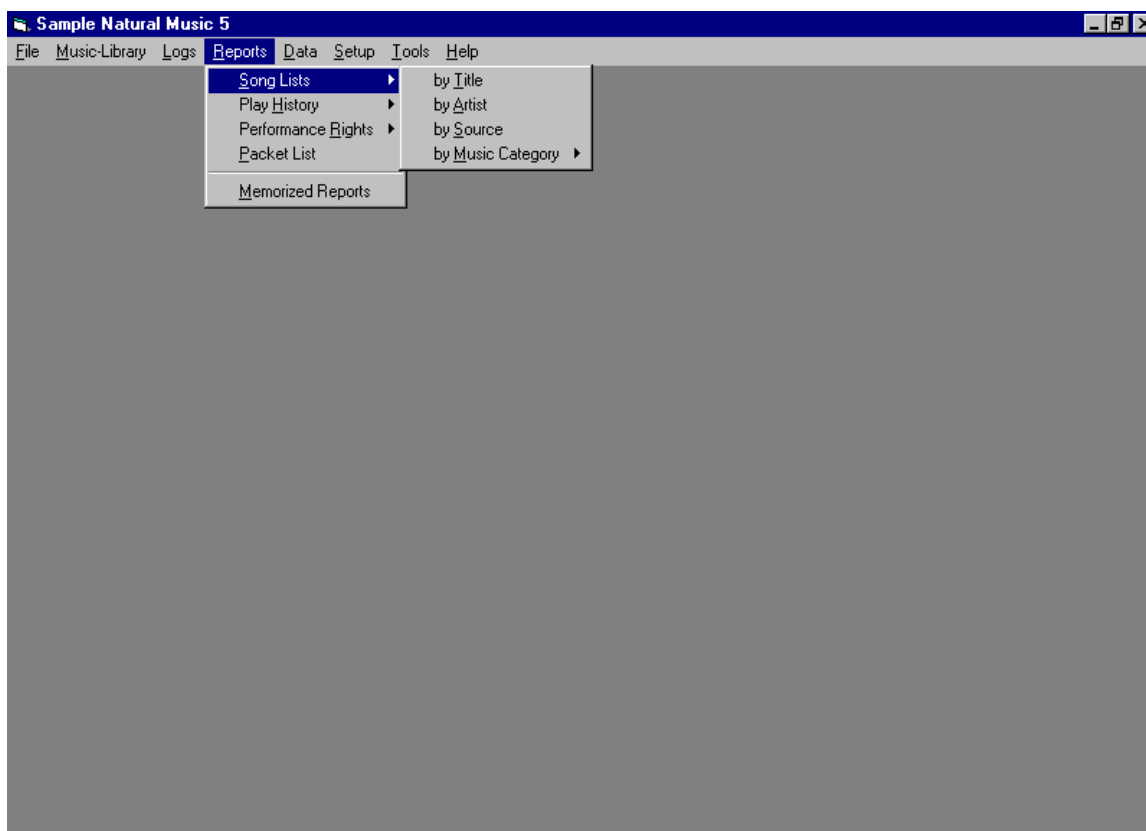 Sample Natural Music 5
File Music-Library Logs Reports Data Setup Tools Help
Song Lists
Play History
Performance Rights
Packet List
Memorized Reports
by Title
by Artist
by Source
by Music Category